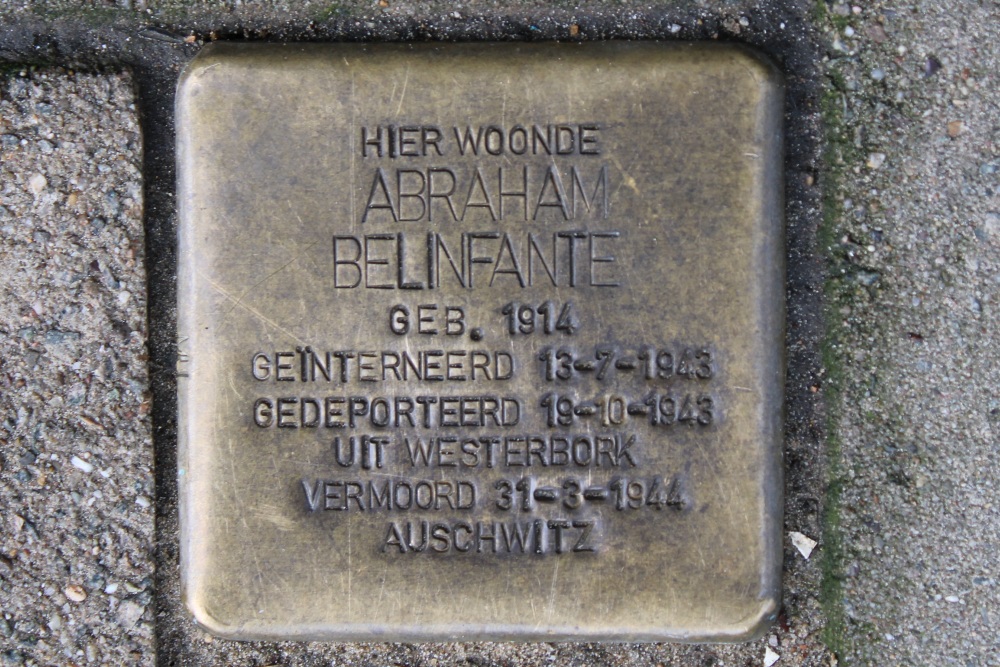 HIER WOONDE
ABRAHAM
BELINFANTE
GEB. 1914
GEÏNTERNEERD 13-7-1943
GEDEPORTEERD 19-10-1943
UIT WESTERBORK
VERMOORD 31-3-1944
AUSCHWITZ